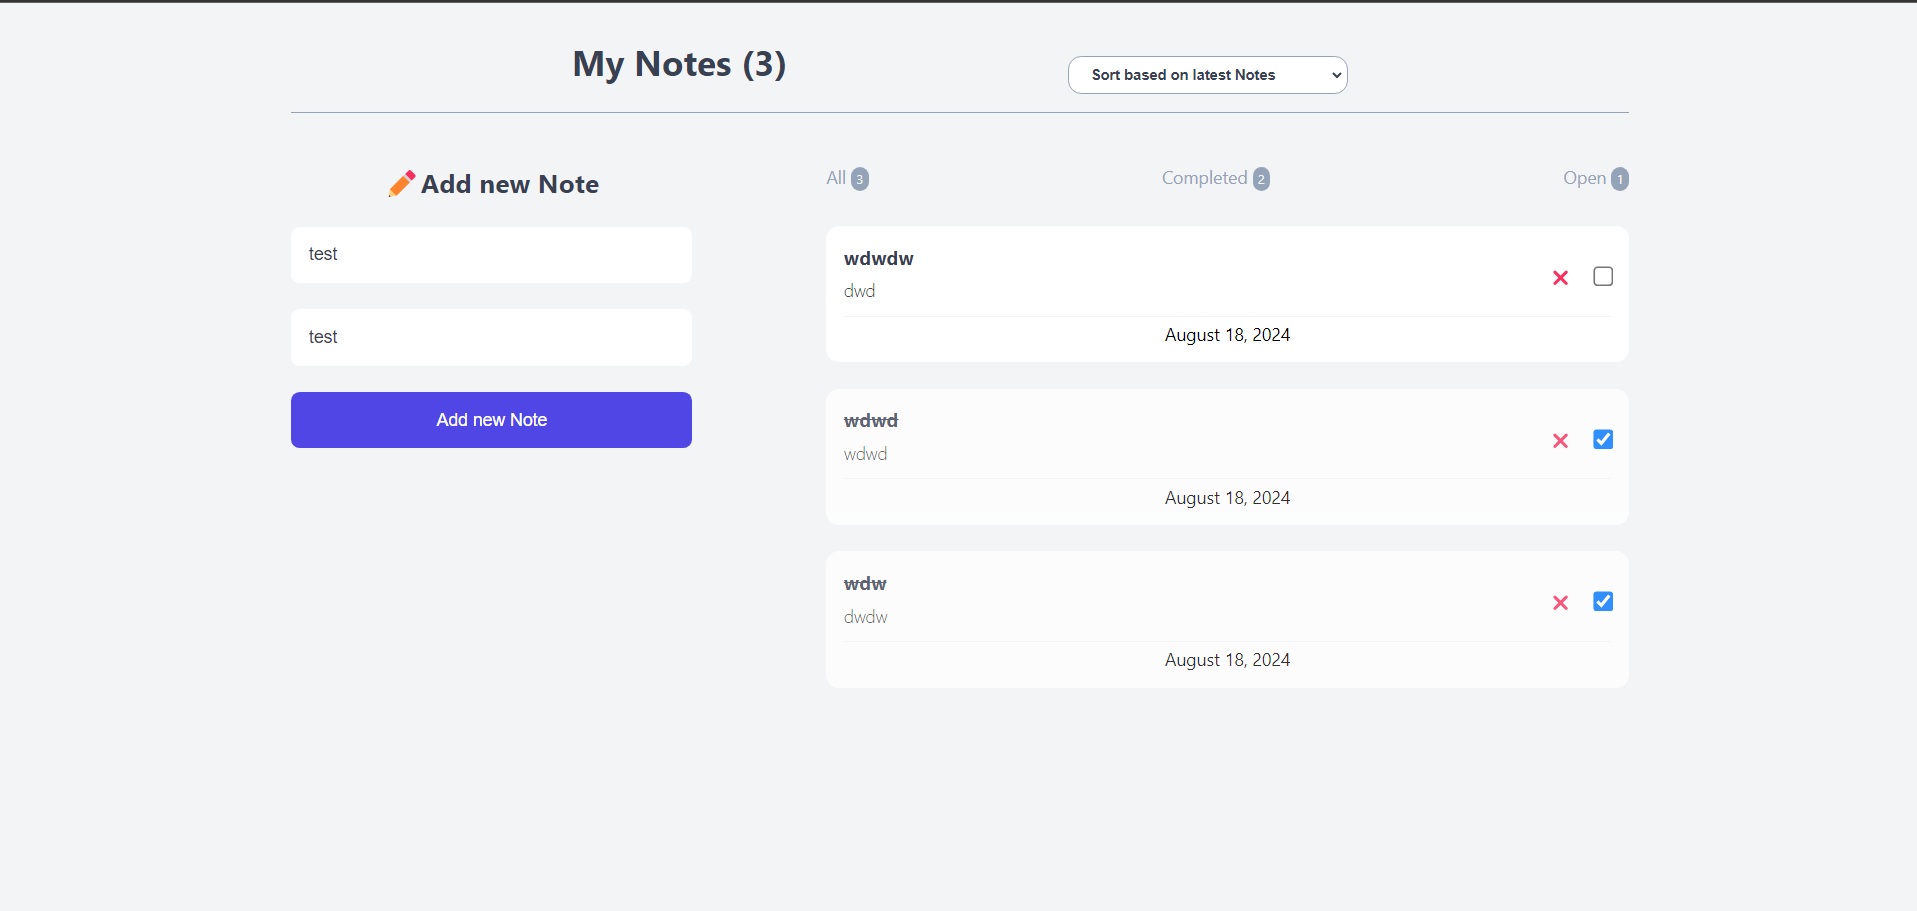 My Notes (3)
Sort based on latest Notes
Add new Note
test
test
Add new Note
All 3
Completed 2
Open 1
wdwdw
dwd
August 18, 2024
wdwd
wdwd
August 18, 2024
wdw
dwdw
August 18, 2024